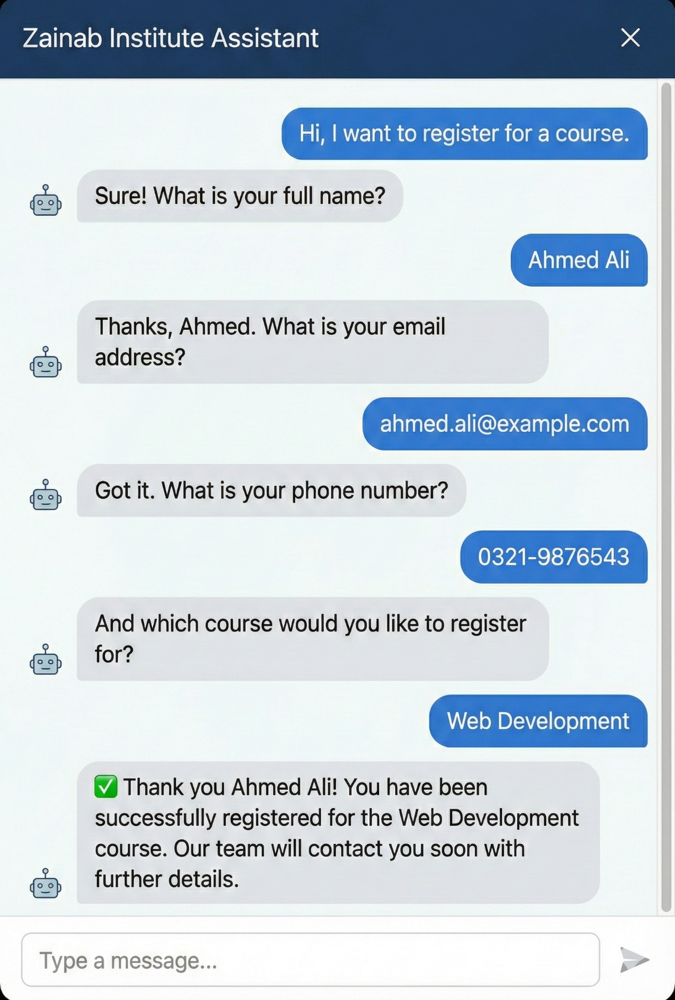 Zainab Institute Assistant
Hi, I want to register for a course.
Sure! What is your full name?
Ahmed Ali
Thanks, Ahmed. What is your email
address?
ahmed.ali@example.com
Got it. What is your phone number?
0321-9876543
And which course would you like to register
for?
Web Development
✅ Thank you Ahmed Ali! You have been
successfully registered for the Web Development
course. Our team will contact you soon with
further details.
Type a message...